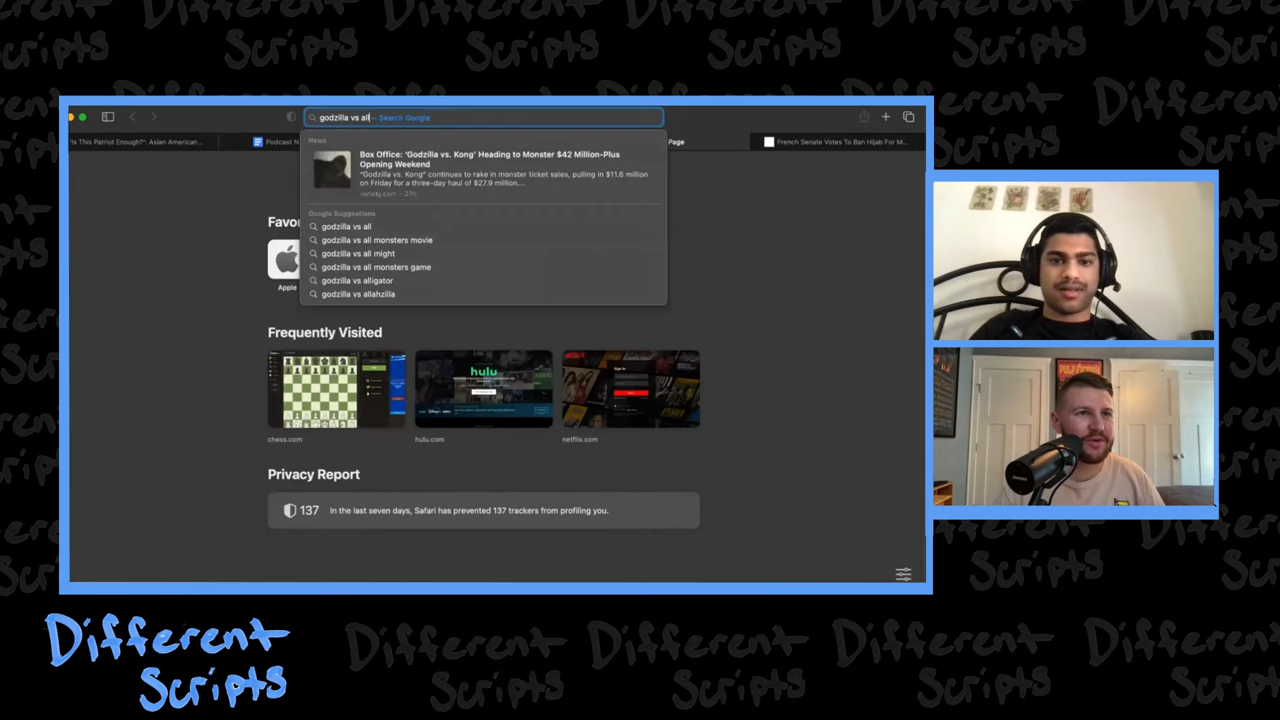 godzilla vs all — Search Google
"Is This Patriot Enough?": Asian American...
Podcast N
Page
French Senate Votes To Ban Hijab For M...
News
Box Office: 'Godzilla vs. Kong' Heading to Monster $42 Million-Plus
Opening Weekend
"Godzilla vs. Kong" continues to rake in monster ticket sales, pulling in $11.6 million
on Friday for a three-day haul of $27.9 million....
variety.com — 21h
Google Suggestions
godzilla vs all
godzilla vs all monsters movie
godzilla vs all might
godzilla vs all monsters game
godzilla vs alligator
godzilla vs allahzilla
Favo
Apple
Frequently Visited
hulu
chess.com
hulu.com
netflix.com
Privacy Report
137 In the last seven days, Safari has prevented 137 trackers from profiling you.
PULP FICTION
Different
Scripts